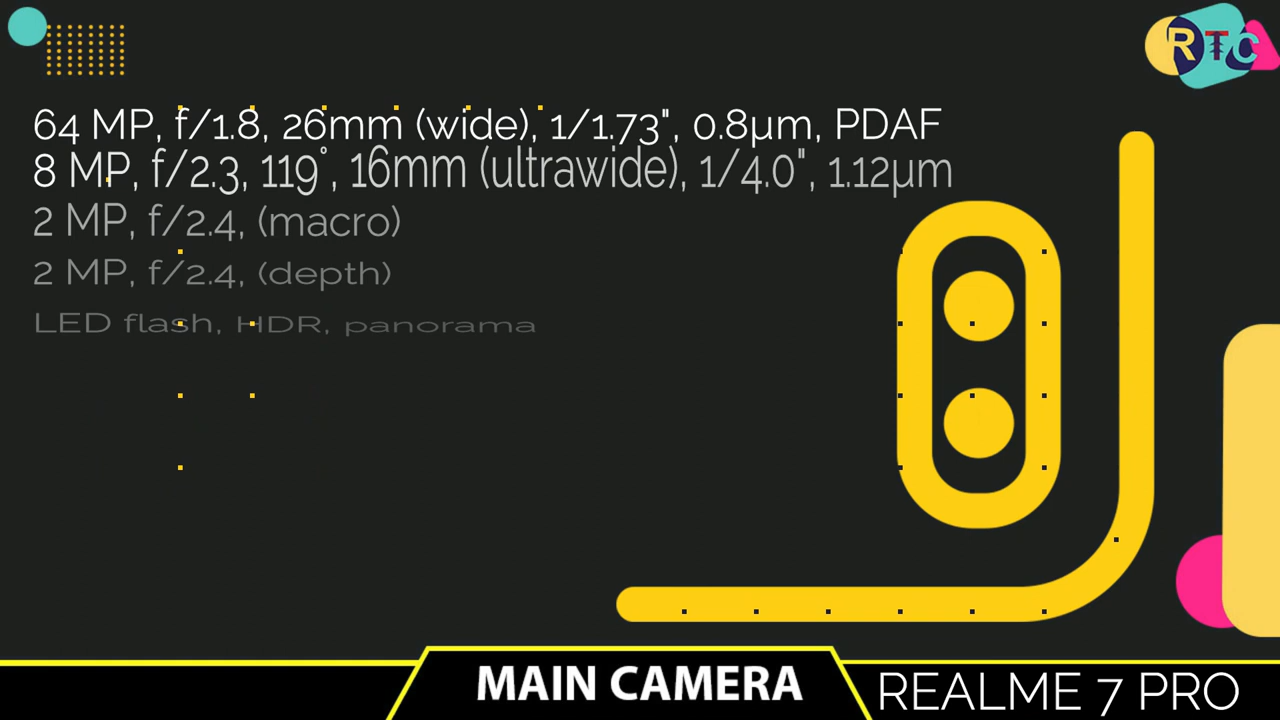 RTC
64 MP, f/1.8, 26mm (wide), 1/1.73", 0.8µm, PDAF
8 MP, f/2.3, 119˚, 16mm (ultrawide), 1/4.0", 1.12µm
2 MP, f/2.4, (macro)
2 MP, f/2.4, (depth)
LED flash, HDR, panorama
MAIN CAMERA
REALME 7 PRO